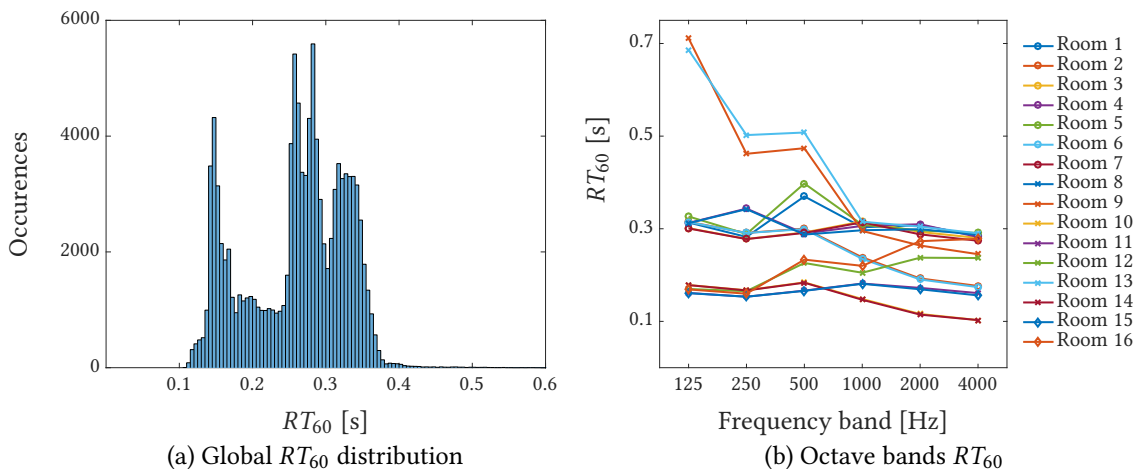 6000
4000
2000
0
Occurences
0.1 0.2 0.3 0.4 0.5 0.6
RT60 [s]
(a) Global RT60 distribution
0.7
0.5
0.3
0.1
RT60 [s]
125 250 500 1000 2000 4000
Frequency band [Hz]
(b) Octave bands RT60
Room 1
Room 2
Room 3
Room 4
Room 5
Room 6
Room 7
Room 8
Room 9
Room 10
Room 11
Room 12
Room 13
Room 14
Room 15
Room 16